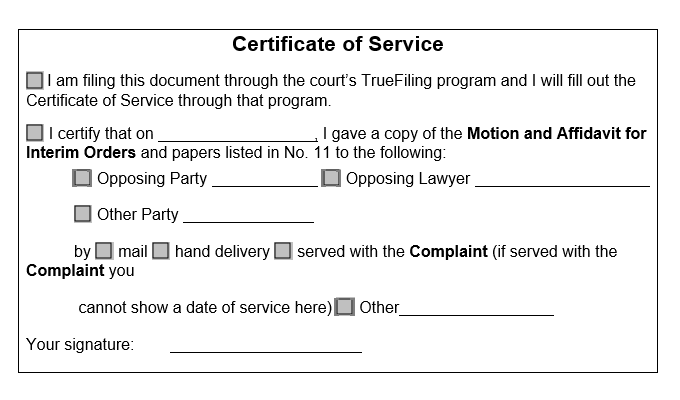 Certificate of Service
I am filing this document through the court's TrueFiling program and I will fill out the
Certificate of Service through that program.
I certify that on __________________, I gave a copy of the Motion and Affidavit for
Interim Orders and papers listed in No. 11 to the following:
Opposing Party ____________ Opposing Lawyer ____________________
Other Party _______________
by mail hand delivery served with the Complaint (if served with the
Complaint you
cannot show a date of service here) Other__________________
Your signature: ______________________